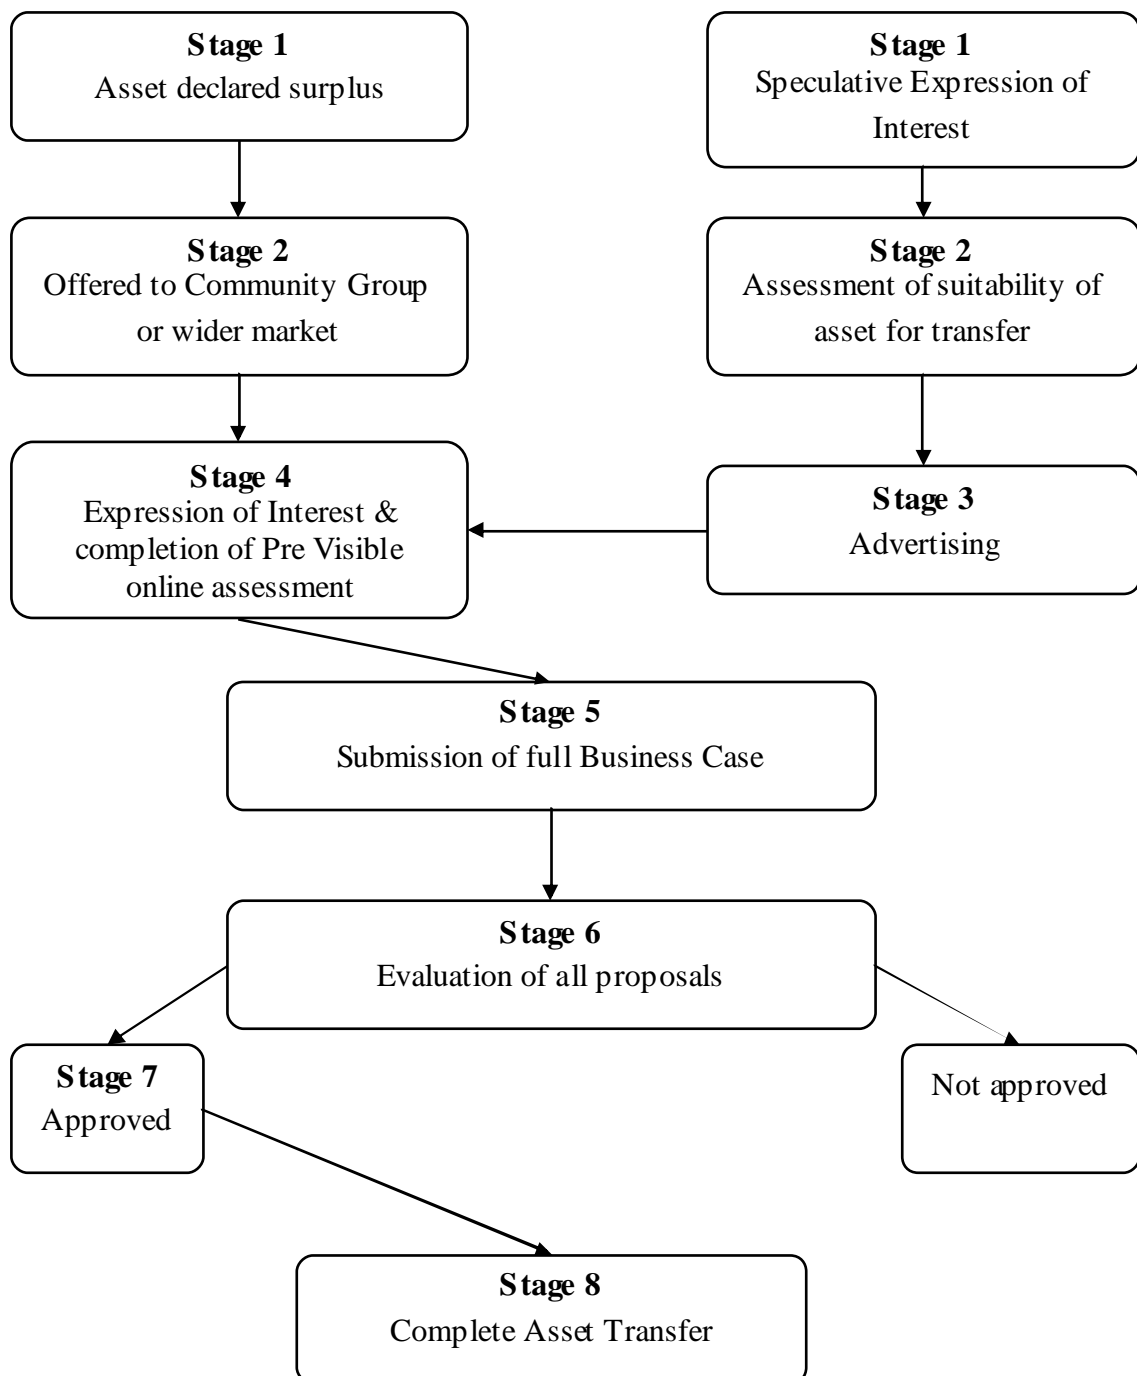 Stage 1
Asset declared surplus
Stage 1
Speculative Expression of
Interest
Stage 2
Offered to Community Group
or wider market
Stage 2
Assessment of suitability of
asset for transfer
Stage 4
Expression of Interest &
completion of Pre Visible
online assessment
Stage 3
Advertising
Stage 5
Submission of full Business Case
Stage 6
Evaluation of all proposals
Stage 7
Approved
Not approved
Stage 8
Complete Asset Transfer